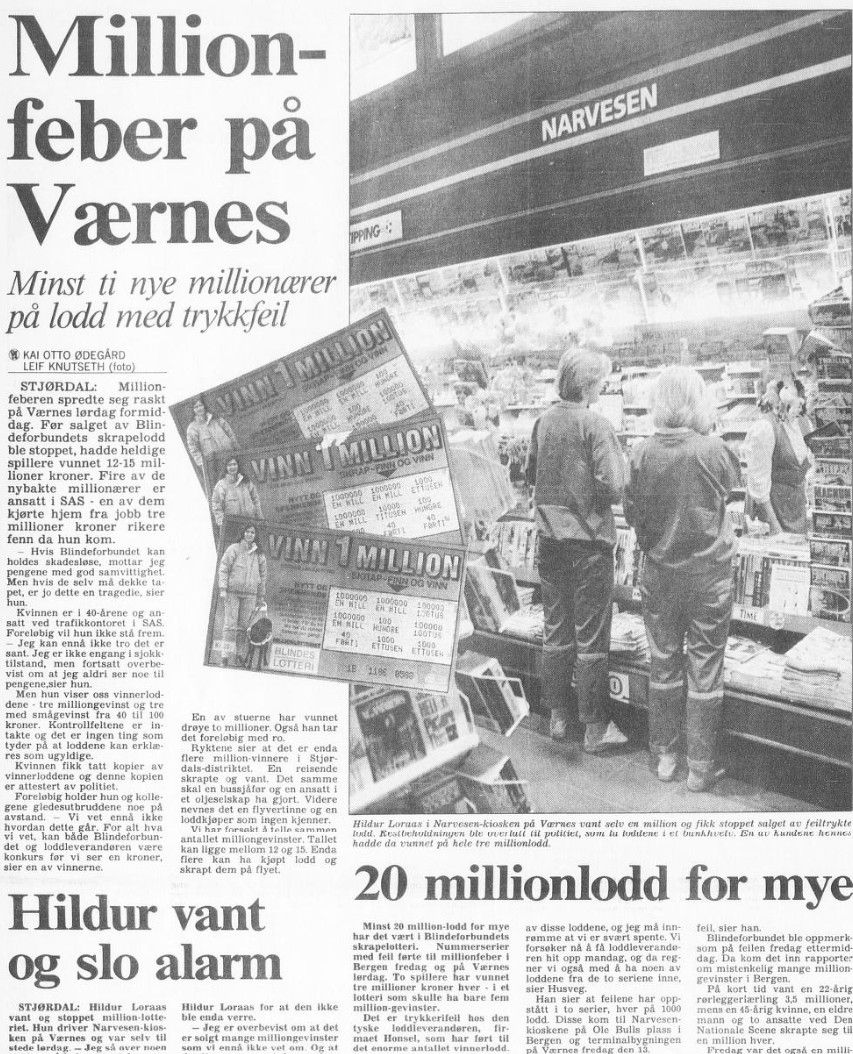 Million-
feber på
Værnes
Minst ti nye millionærer
på lodd med trykkfeil
KAI OTTO ØDEGÅRD
LEIF KNUTSETH (foto)
STJØRDAL: Million-
feberen spredte seg raskt
på Værnes lørdag formid-
dag. Før salget av Blin-
deforbundets skrapelodd
ble stoppet, hadde heldige
spillere vunnet 12-15 mil-
lioner kroner. Fire av de
nybakte millionærer er
ansatt i SAS - en av dem
kjørte hjem fra jobb tre
millioner kroner rikere
fenn da hun kom.
– Hvis Blindeforbundet kan
holdes skadesløse, mottar jeg
pengene med god samvittighet.
Men hvis de selv må dekke ta-
pet, er jo dette en tragedie, sier
hun.
Kvinnen er i 40-årene og an-
satt ved trafikkontoret i SAS.
Foreløbig vil hun ikke stå frem.
– Jeg kan ennå ikke tro det er
sant. Jeg er ikke engang i sjokk-
tilstand, men fortsatt overbe-
vist om at jeg aldri ser noe til
pengene,sier hun.
Men hun viser oss vinnerlod-
dene - tre milliongevinst og tre
med smågevinst fra 40 til 100
kroner. Kontrollfeltene er in-
takte og det er ingen ting som
tyder på at loddene kan erklæ-
res som ugyldige.
Kvinnen fikk tatt kopier av
vinnerloddene og denne kopien
er attestert av politiet.
Foreløbig holder hun og kolle-
gene gledesutbruddene noe på
avstand. – Vi vet ennå ikke
hvordan dette går. For alt hva
vi vet, kan både Blindeforbun-
det og loddleverandøren være
konkurs før vi ser en kroner,
sier en av vinnerne.
En av stuerne har vunnet
drøye to millioner. Også han tar
det foreløbig med ro.
Ryktene sier at det er enda
flere million-vinnere i Stjør-
dals-distriktet. En reisende
skrapte og vant. Det samme
skal en bussjåfør og en ansatt i
et oljeselskap ha gjort. Videre
nevnes det en flyvertinne og en
loddkjøper som ingen kjenner.
Vi har forsøkt å telle sammen
antallet milliongevinster. Tallet
kan ligge mellom 12 og 15. Enda
flere kan ha kjøpt lodd og
skrapt dem på flyet.
NARVESEN
TIPPING
VINN 1 MILLION
VINN 1 MILLION
SKRAP-FINN OG VINN
VINN 1 MILLION
SKRAP-FINN OG VINN
BLINDES
LOTTERI
TIME
Hildur Loraas i Narvesen-kiosken på Værnes vant selv en million og fikk stoppet salget av feiltrykte
lodd. Restbeholdningen ble overlatt til politiet, som la loddene i et bankhvelv. En av kundene hennes
hadde da vunnet på hele tre millionlodd.
Hildur vant
og slo alarm
STJØRDAL: Hildur Loraas
vant og stoppet million-lotte-
riet. Hun driver Narvesen-kios-
ken på Værnes og var selv til
stede lørdag. – Jeg så over noen
Hildur Loraas for at den ikke
ble enda verre.
– Jeg er overbevist om at det
er solgt mange milliongevinster
som vi ennå ikke vet om. Og at
20 millionlodd for mye
Minst 20 million-lodd for mye
har det vært i Blindeforbundets
skrapelotteri. Nummerserier
med feil førte til millionfeber i
Bergen fredag og på Værnes
lørdag. To spillere har vunnet
tre millioner kroner hver - i et
lotteri som skulle ha bare fem
million-gevinster.
Det er trykkerifeil hos den
tyske loddleverandøren, fir-
maet Honsel, som har ført til
det enorme antallet vinnerlodd.
av disse loddene, og jeg må inn-
rømme at vi er svært spente. Vi
forsøker nå å få loddleverandø-
ren hit opp mandag, og da reg-
ner vi også med å ha noen av
loddene fra de to seriene inne,
sier Husveg.
Han sier at feilene har opp-
stått i to serier, hver på 1000
lodd. Disse kom til Narvesen-
kioskene på Ole Bulls plass i
Bergen og terminalbygningen
på Værnes fredag den 13.
feil, sier han.
Blindeforbundet ble oppmerk-
som på feilen fredag ettermid-
dag. Da kom det inn rapporter
om mistenkelig mange million-
gevinster i Bergen.
På kort tid vant en 22-årig
rørleggerlærling 3,5 millioner,
mens en 45-årig kvinne, en eldre
mann og to ansatte ved Den
Nationale Scene skrapte seg til
en million hver.
Fredag var det også en milli-